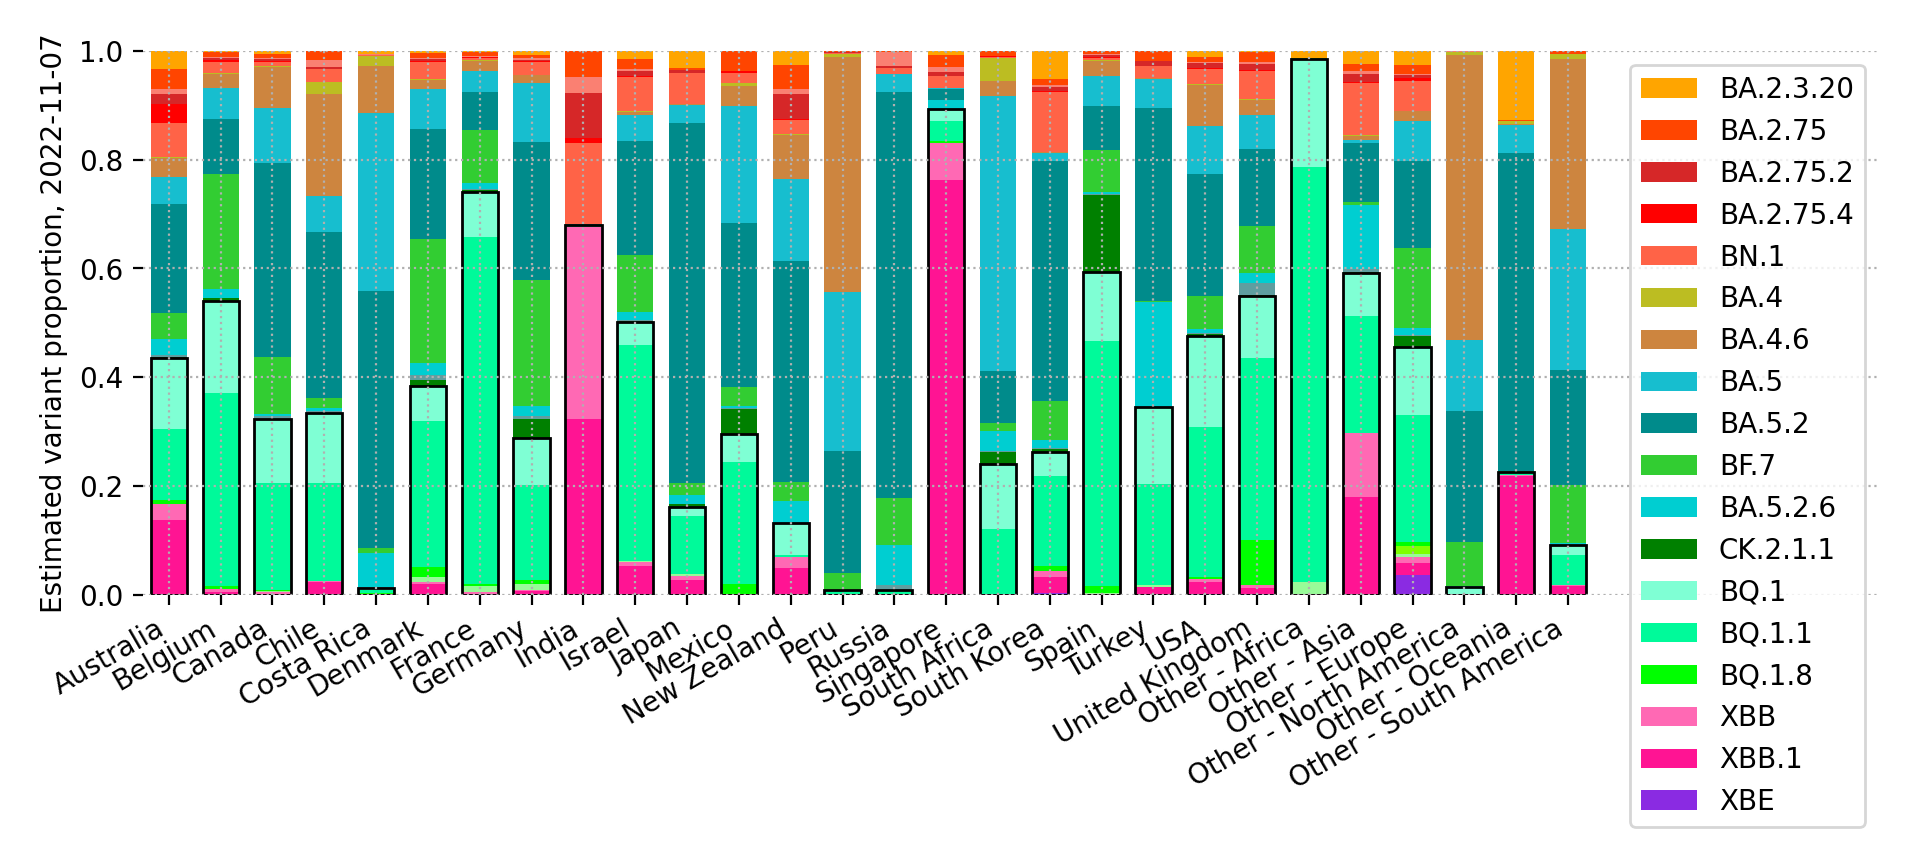 Estimated variant proportion, 2022-11-07
1.0
0.8
0.6
0.4
0.2
0.0
Australia
Belgium
Canada
Chile
Costa Rica
Denmark
France
Germany
India
Israel
Japan
Mexico
New Zealand
Peru
Russia
Singapore
South Africa
South Korea
Spain
Turkey
USA
United Kingdom
Other - Africa
Other - Asia
Other - Europe
Other - North America
Other - Oceania
Other - South America
BA.2.3.20
BA.2.75
BA.2.75.2
BA.2.75.4
BN.1
BA.4
BA.4.6
BA.5
BA.5.2
BF.7
BA.5.2.6
CK.2.1.1
BQ.1
BQ.1.1
BQ.1.8
XBB
XBB.1
XBE